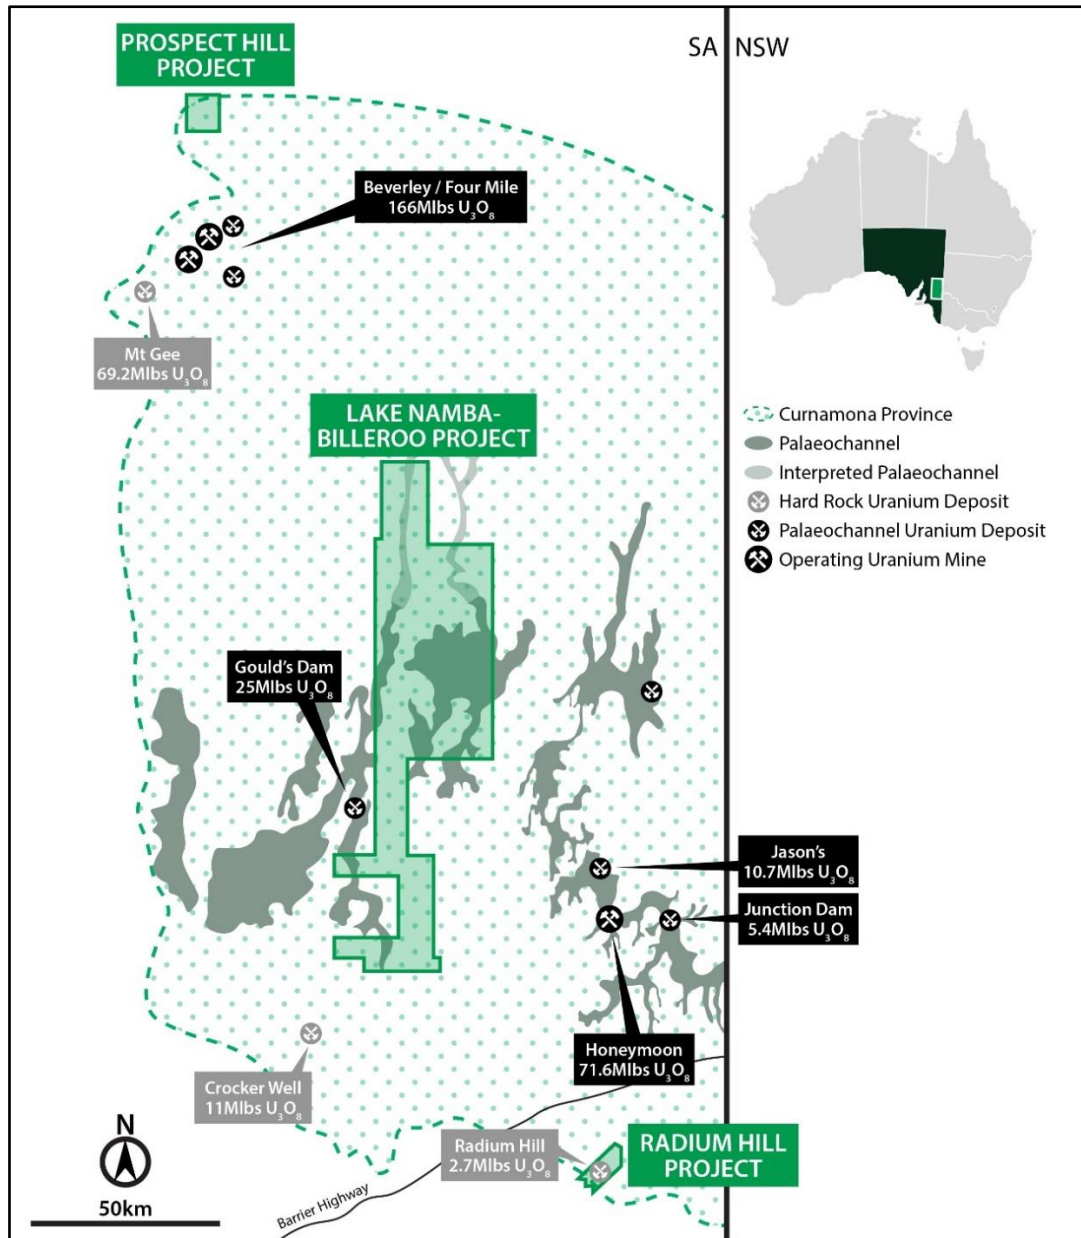 PROSPECT HILL
PROJECT
SA
NSW
Beverley / Four Mile
166Mlbs U₃O₈
Mt Gee
69.2Mlbs U₃O₈
LAKE NAMBA-
BILLEROO PROJECT
Curnamona Province
Palaeochannel
Interpreted Palaeochannel
Hard Rock Uranium Deposit
Palaeochannel Uranium Deposit
Operating Uranium Mine
Gould's Dam
25Mlbs U₃O₈
Jason's
10.7Mlbs U₃O₈
Junction Dam
5.4Mlbs U₃O₈
Honeymoon
71.6Mlbs U₃O₈
Crocker Well
11Mlbs U₃O₈
Radium Hill
2.7Mlbs U₃O₈
RADIUM HILL
PROJECT
N
50km
Barrier Highway